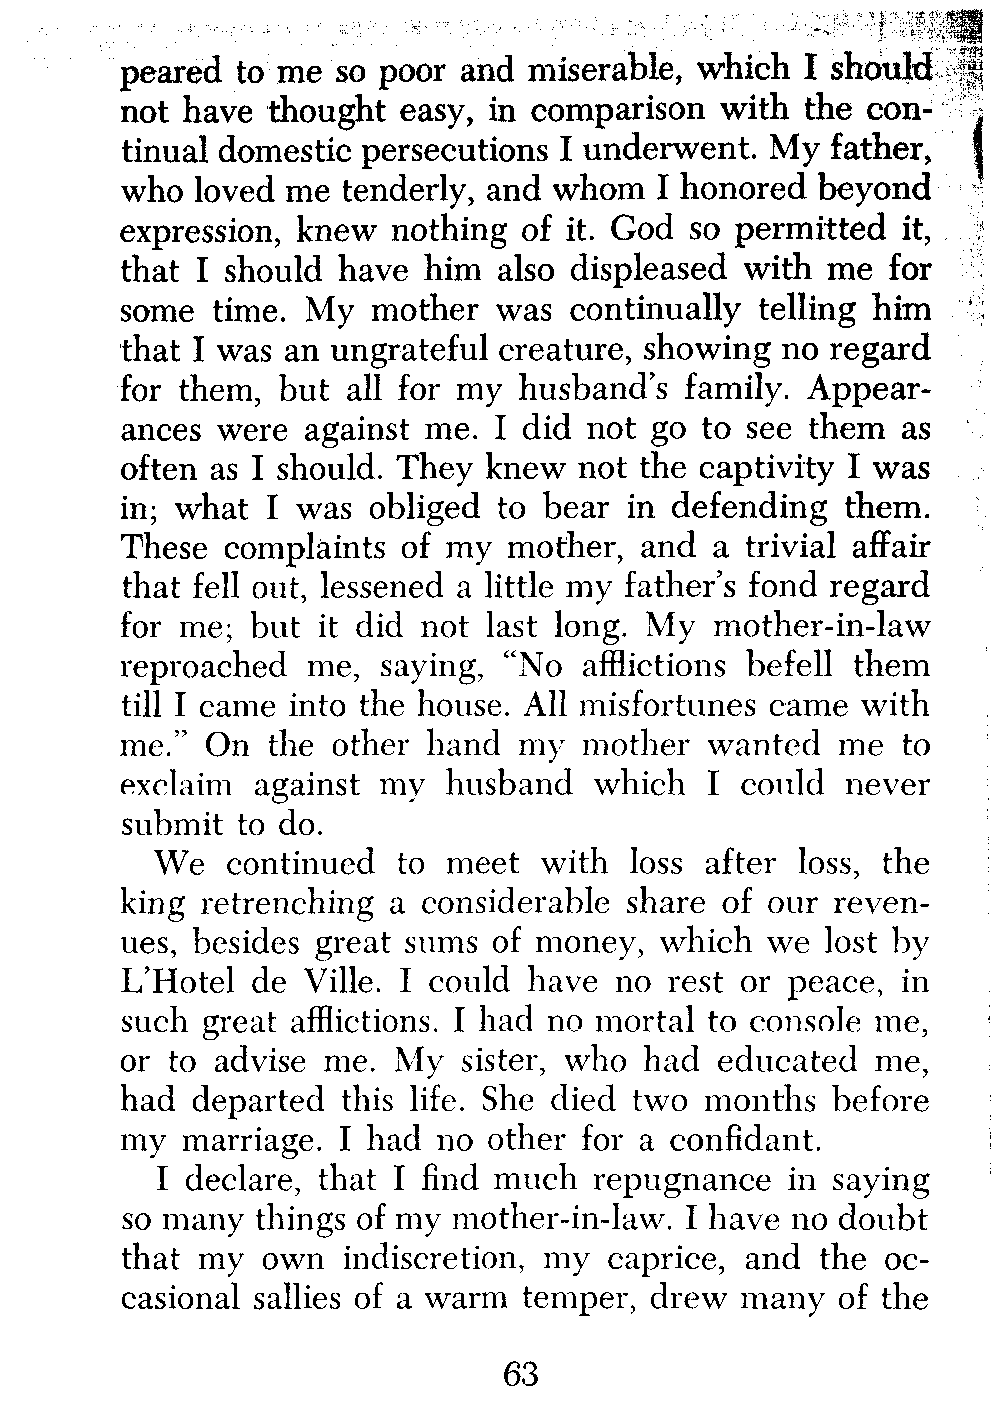 peared to me so poor and miserable, which I should
not have thought easy, in comparison with the con-
tinual domestic persecutions I underwent. My father,
who loved me tenderly, and whom I honored beyond
expression, knew nothing of it. God so permitted it,
that I should have him also displeased with me for
some time. My mother was continually telling him
that I was an ungrateful creature, showing no regard
for them, but all for my husband's family. Appear-
ances were against me. I did not go to see them as
often as I should. They knew not the captivity I was
in; what I was obliged to bear in defending them.
These complaints of my mother, and a trivial affair
that fell out, lessened a little my father's fond regard
for me; but it did not last long. My mother-in-law
reproached me, saying, “No afflictions befell them
till I came into the house. All misfortunes came with
me.” On the other hand my mother wanted me to
exclaim against my husband which I could never
submit to do.
We continued to meet with loss after loss, the
king retrenching a considerable share of our reven-
ues, besides great sums of money, which we lost by
L'Hotel de Ville. I could have no rest or peace, in
such great afflictions. I had no mortal to console me,
or to advise me. My sister, who had educated me,
had departed this life. She died two months before
my marriage. I had no other for a confidant.
I declare, that I find much repugnance in saying
so many things of my mother-in-law. I have no doubt
that my own indiscretion, my caprice, and the oc-
casional sallies of a warm temper, drew many of the
63